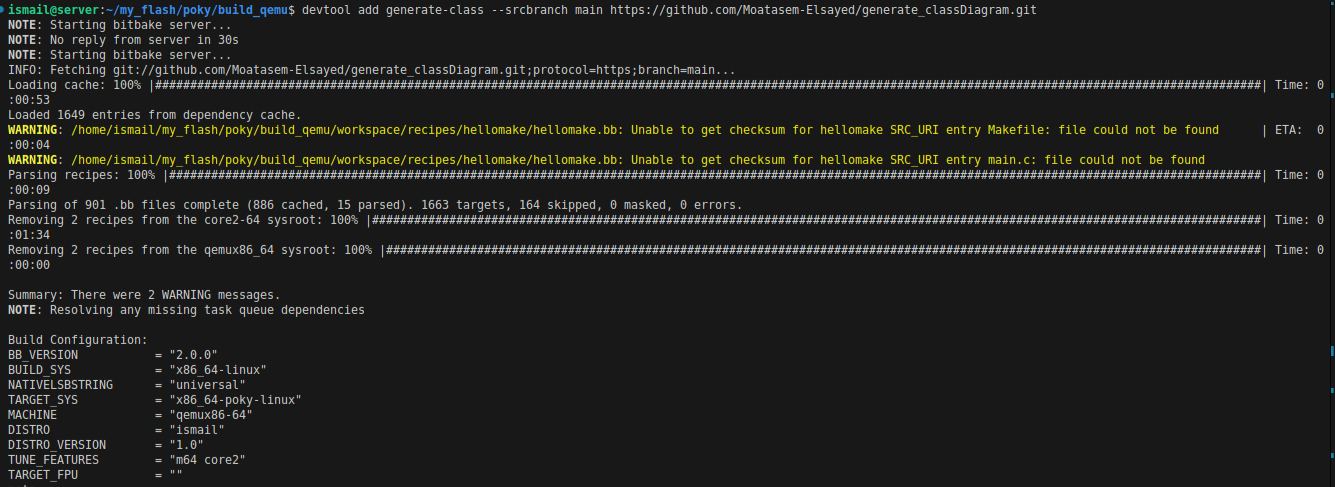 ismail@server:~/my_flash/poky/build_qemu$ devtool add generate-class --srcbranch main https://github.com/Moatasem-Elsayed/generate_classDiagram.git
NOTE: Starting bitbake server...
NOTE: No reply from server in 30s
NOTE: Starting bitbake server...
INFO: Fetching git://github.com/Moatasem-Elsayed/generate_classDiagram.git;protocol=https;branch=main...
Loading cache: 100% |##############################################################################################################################################################| Time: 0
:00:53
Loaded 1649 entries from dependency cache.
WARNING: /home/ismail/my_flash/poky/build_qemu/workspace/recipes/hellomake/hellomake.bb: Unable to get checksum for hellomake SRC_URI entry Makefile: file could not be found      | ETA:  0
:00:04
WARNING: /home/ismail/my_flash/poky/build_qemu/workspace/recipes/hellomake/hellomake.bb: Unable to get checksum for hellomake SRC_URI entry main.c: file could not be found
Parsing recipes: 100% |############################################################################################################################################################| Time: 0
:00:09
Parsing of 901 .bb files complete (886 cached, 15 parsed). 1663 targets, 164 skipped, 0 masked, 0 errors.
Removing 2 recipes from the core2-64 sysroot: 100% |###############################################################################################################################| Time: 0
:01:34
Removing 2 recipes from the qemux86_64 sysroot: 100% |#############################################################################################################################| Time: 0
:00:00
Summary: There were 2 WARNING messages.
NOTE: Resolving any missing task queue dependencies
Build Configuration:
BB_VERSION           = "2.0.0"
BUILD_SYS            = "x86_64-linux"
NATIVELSBSTRING      = "universal"
TARGET_SYS           = "x86_64-poky-linux"
MACHINE              = "qemux86-64"
DISTRO               = "ismail"
DISTRO_VERSION       = "1.0"
TUNE_FEATURES        = "m64 core2"
TARGET_FPU           = ""